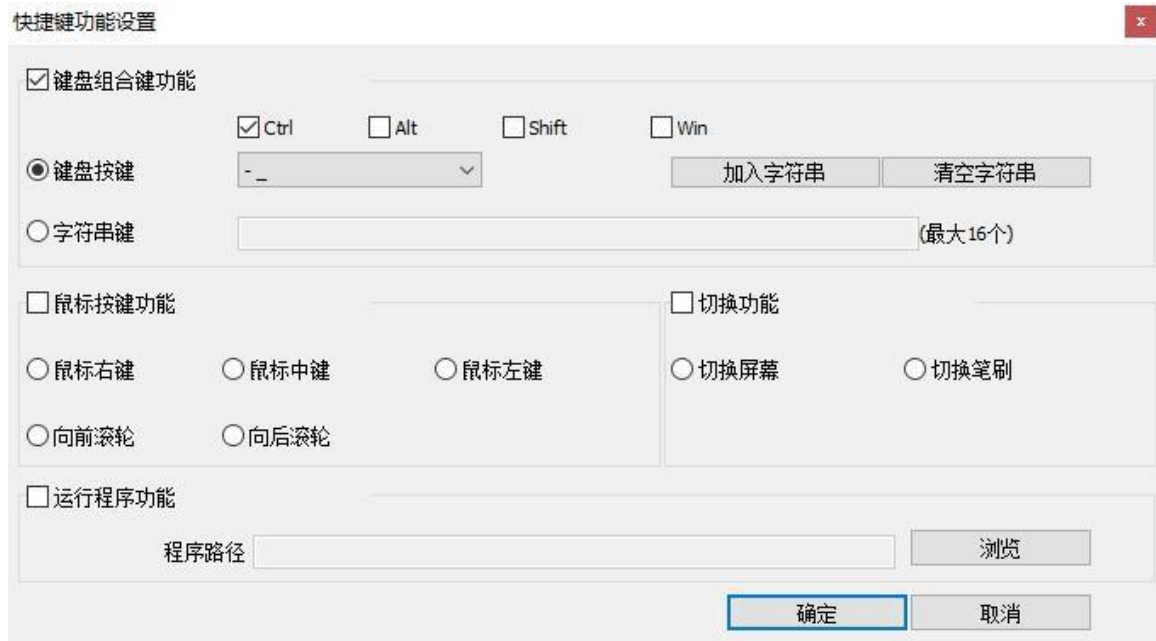 快捷键功能设置
x
键盘组合键功能
Ctrl Alt Shift Win
键盘按键 - _ 加入字符串 清空字符串
字符串键 (最大16个)
鼠标按键功能 切换功能
鼠标右键 鼠标中键 鼠标左键 切换屏幕 切换笔刷
向前滚轮 向后滚轮
运行程序功能
程序路径 浏览
确定 取消